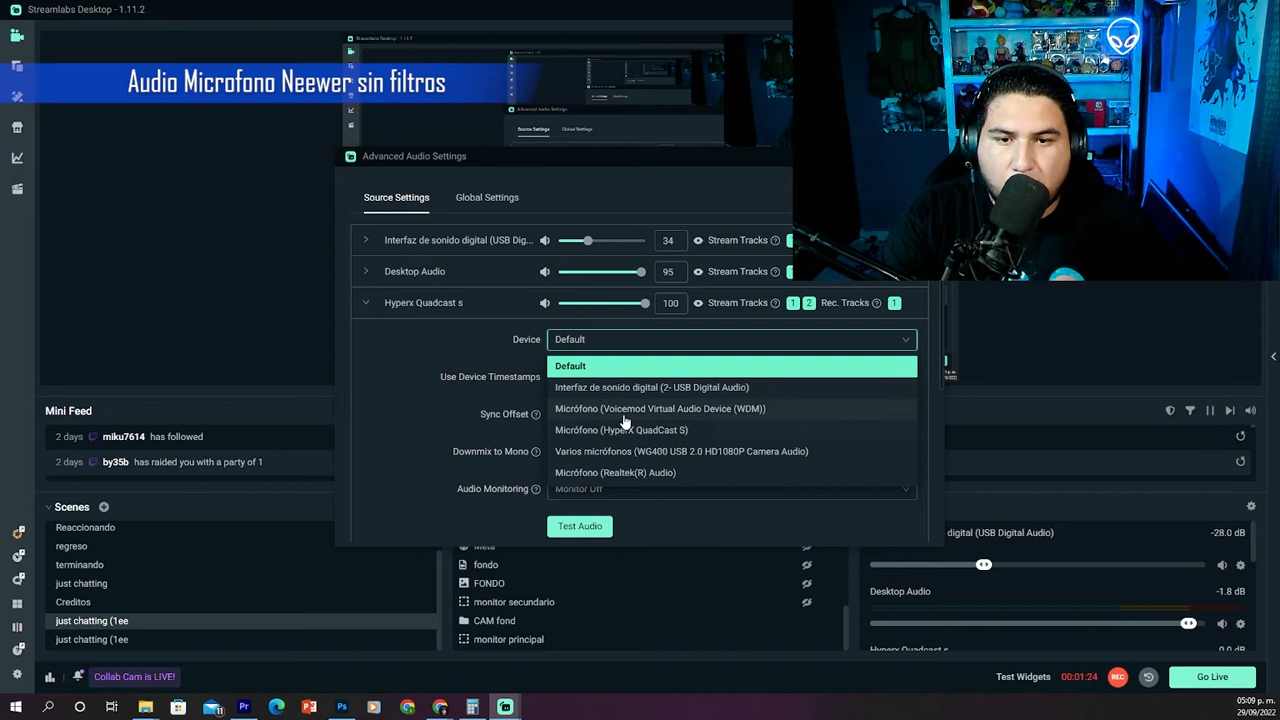 Streamlabs Desktop - 1.11.2
Audio Microfono Neewer sin filtros
Advanced Audio Settings
Source Settings
Global Settings
Interfaz de sonido digital (USB Dig...
34
Stream Tracks
Desktop Audio
95
Stream Tracks
Hyperx Quadcast s
100
Stream Tracks
1 2
Rec. Tracks
1
Device
Default
Default
Interfaz de sonido digital (2- USB Digital Audio)
Micrófono (Voicemod Virtual Audio Device (WDM))
Micrófono (HyperX QuadCast S)
Varios micrófonos (WG400 USB 2.0 HD1080P Camera Audio)
Micrófono (Realtek(R) Audio)
Use Device Timestamps
Sync Offset
Downmix to Mono
Audio Monitoring
Monitor Off
Test Audio
Mini Feed
2 days miku7614 has followed
2 days by35b has raided you with a party of 1
Scenes
Reaccionando
regreso
terminando
just chatting
Creditos
just chatting (1ee
just chatting (1ee
Meta
fondo
FONDO
monitor secundario
CAM fond
monitor principal
digital (USB Digital Audio)
-28.0 dB
Desktop Audio
-1.8 dB
Hyperx Quadcast s
0.0 dB
Collab Cam is LIVE!
Test Widgets
00:01:24
REC
Go Live
05:09 p. m.
29/09/2022